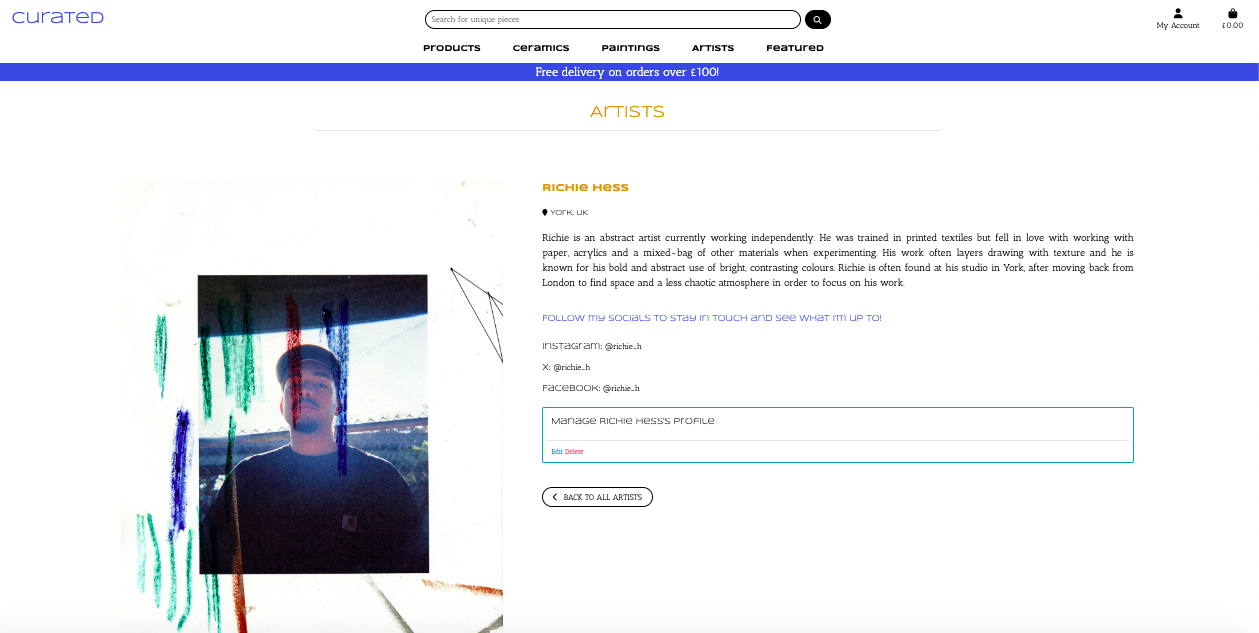 CURATED
Search for unique pieces
My Account
£0.00
Products
Ceramics
Paintings
Artists
Featured
Free delivery on orders over £100!
Artists
Richie Hess
York, UK
Richie is an abstract artist currently working independently. He was trained in printed textiles but fell in love with working with
paper, acrylics and a mixed-bag of other materials when experimenting. His work often layers drawing with texture and he is
known for his bold and abstract use of bright, contrasting colours. Richie is often found at his studio in York, after moving back from
London to find space and a less chaotic atmosphere in order to focus on his work.
Follow my socials to stay in touch and see what I'm up to!
Instagram: @richie_h
X: @richie_h
Facebook: @richie_h
Manage Richie Hess's Profile
Edit Delete
BACK TO ALL ARTISTS